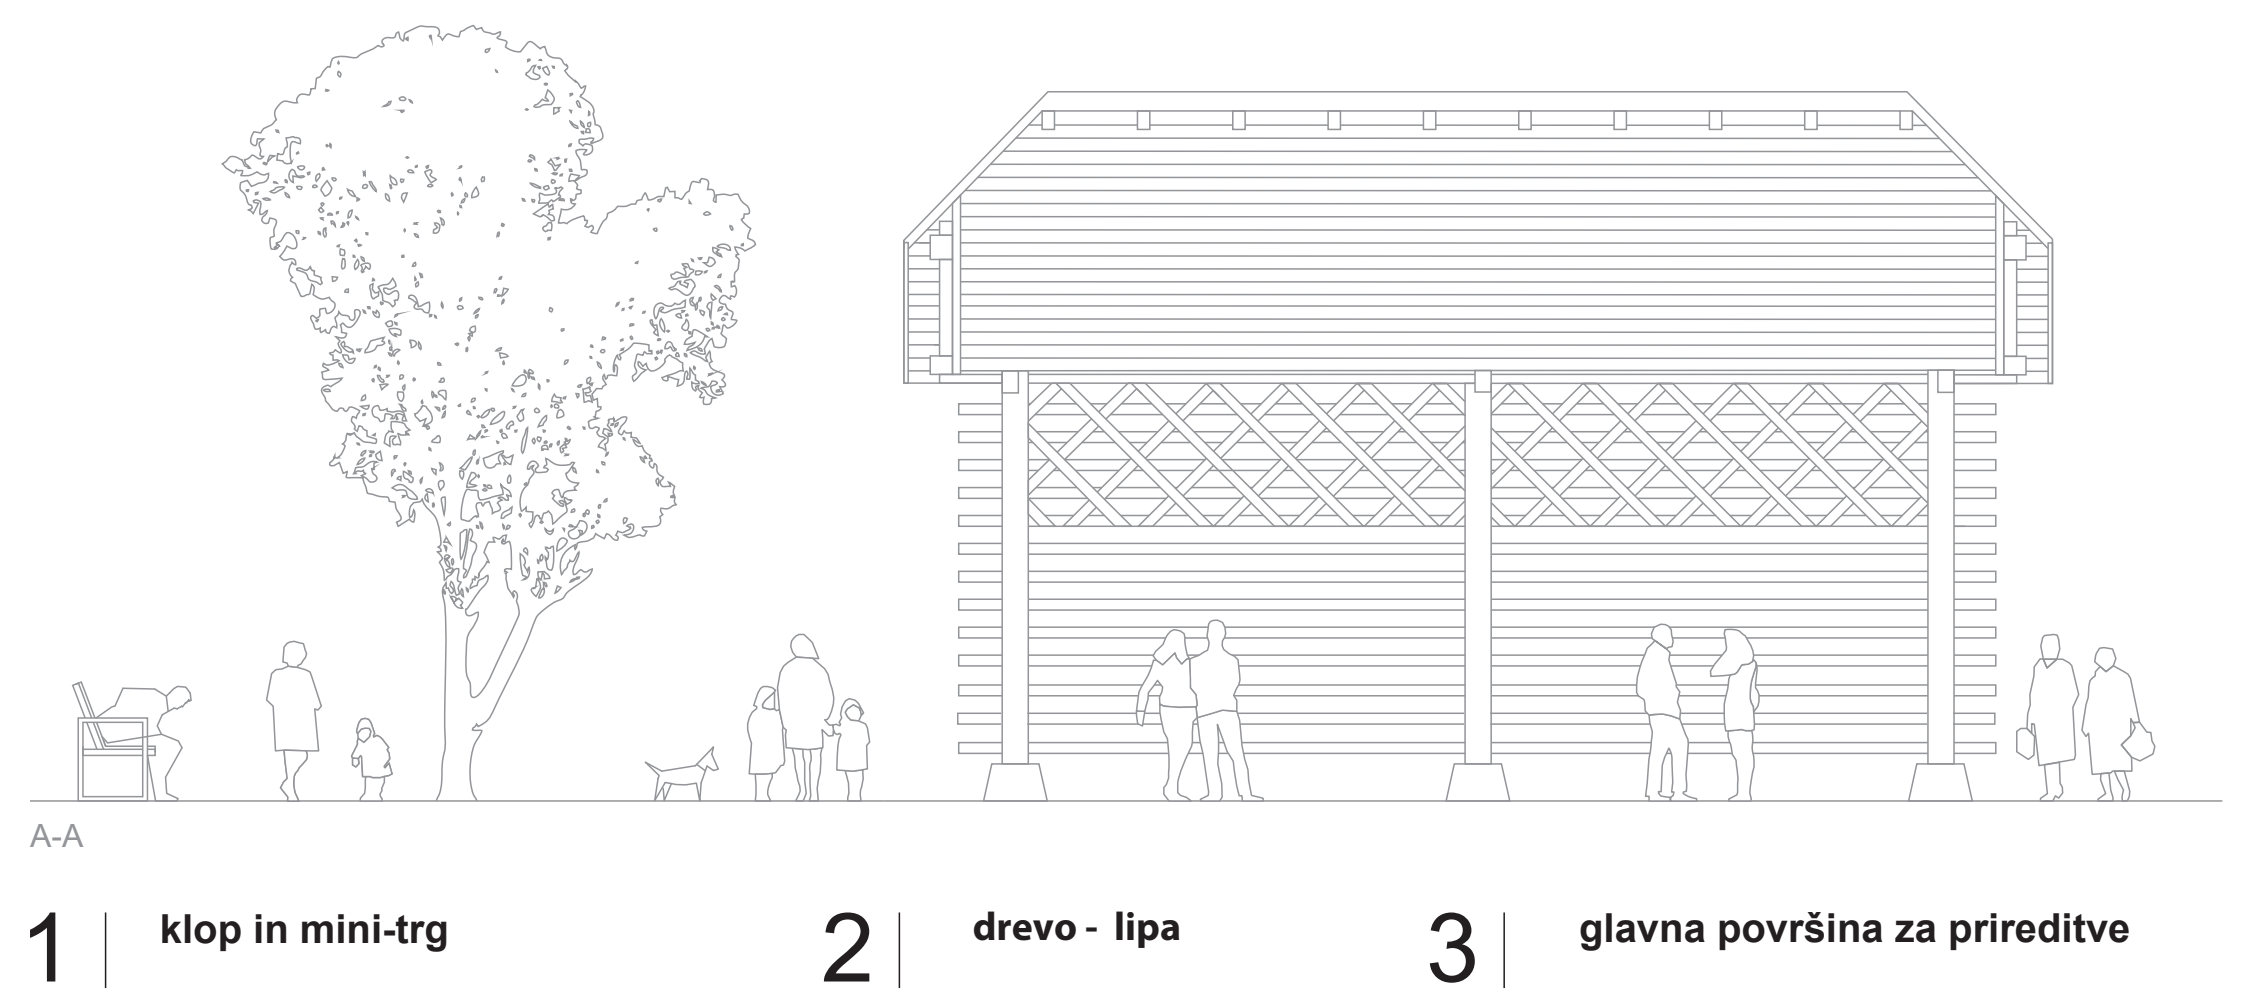 A-A
1 klop in mini-trg
2 drevo - lipa
3 glavna površina za prireditve